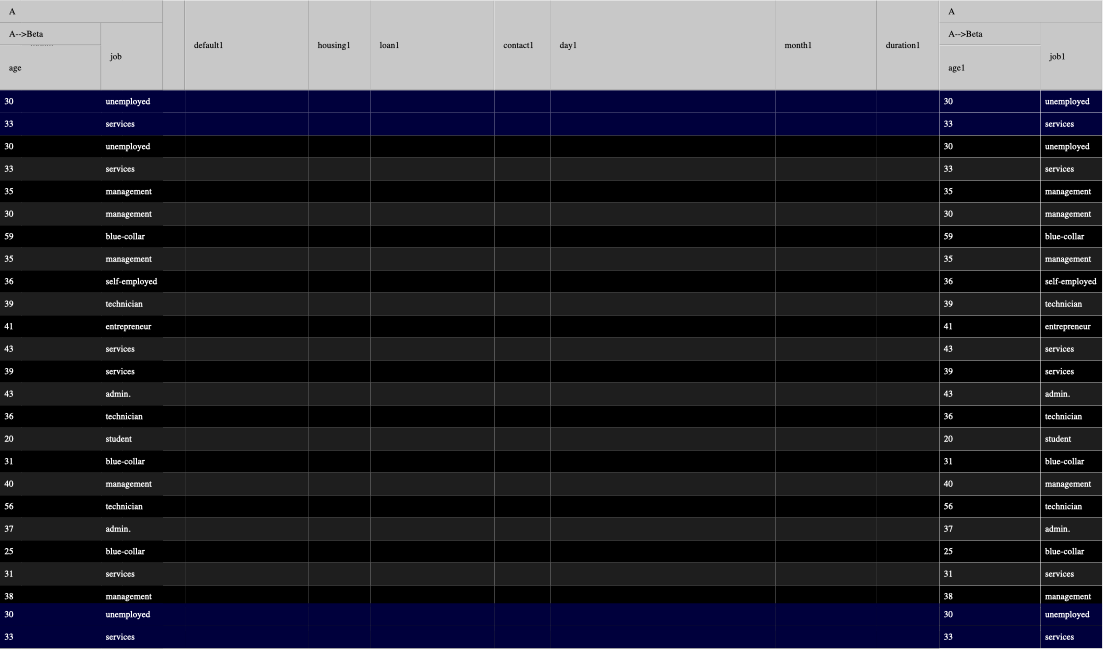 A A
A-->Beta A-->Beta
default1 housing1 loan1 contact1 day1 month1 duration1
job job1
age age1
30 unemployed 30 unemployed
33 services 33 services
30 unemployed 30 unemployed
33 services 33 services
35 management 35 management
30 management 30 management
59 blue-collar 59 blue-collar
35 management 35 management
36 self-employed 36 self-employed
39 technician 39 technician
41 entrepreneur 41 entrepreneur
43 services 43 services
39 services 39 services
43 admin. 43 admin.
36 technician 36 technician
20 student 20 student
31 blue-collar 31 blue-collar
40 management 40 management
56 technician 56 technician
37 admin. 37 admin.
25 blue-collar 25 blue-collar
31 services 31 services
38 management 38 management
30 unemployed 30 unemployed
33 services 33 services